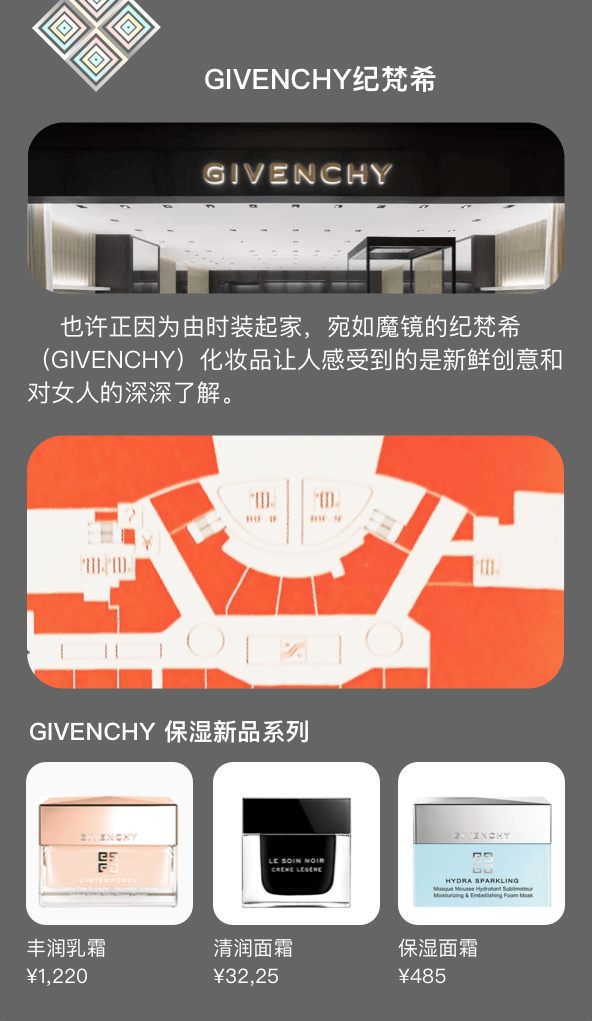 GIVENCHY纪梵希
GIVENCHY
也许正因为由时装起家，宛如魔镜的纪梵希
（GIVENCHY）化妆品让人感受到的是新鲜创意和
对女人的深深了解。
?
¥
GIVENCHY 保湿新品系列
GIVENCHY
L'INTEMPOREL
LE SOIN NOIR
CRÈME LÉGÈRE
GIVENCHY
HYDRA SPARKLING
Masque Mousse Hydratant Sublimateur
Moisturizing & Embellishing Foam Mask
丰润乳霜
清润面霜
保湿面霜
¥1,220
¥32,25
¥485